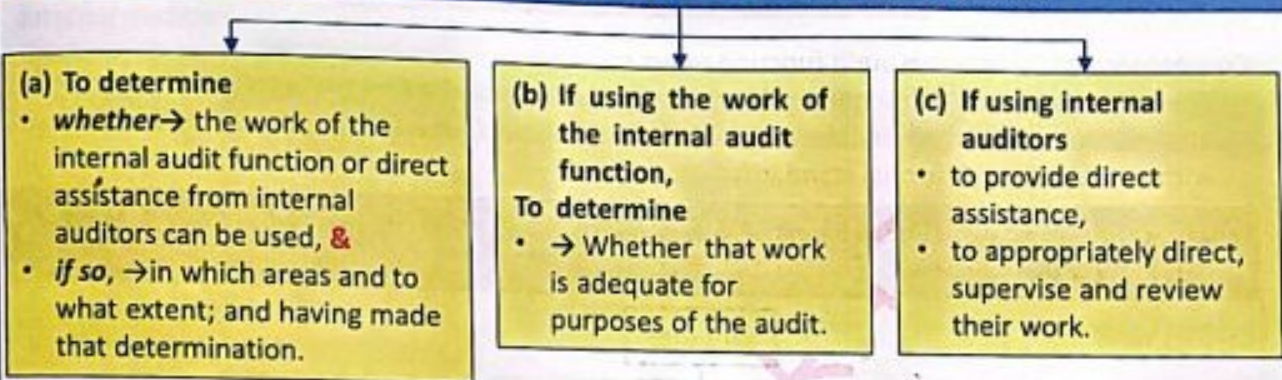 (a) To determine
• whether→ the work of the
internal audit function or direct
assistance from internal
auditors can be used, &
• if so, →in which areas and to
what extent; and having made
that determination.
(b) If using the work of
the internal audit
function,
To determine
• → Whether that work
is adequate for
purposes of the audit.
(c) If using internal
auditors
• to provide direct
assistance,
• to appropriately direct,
supervise and review
their work.